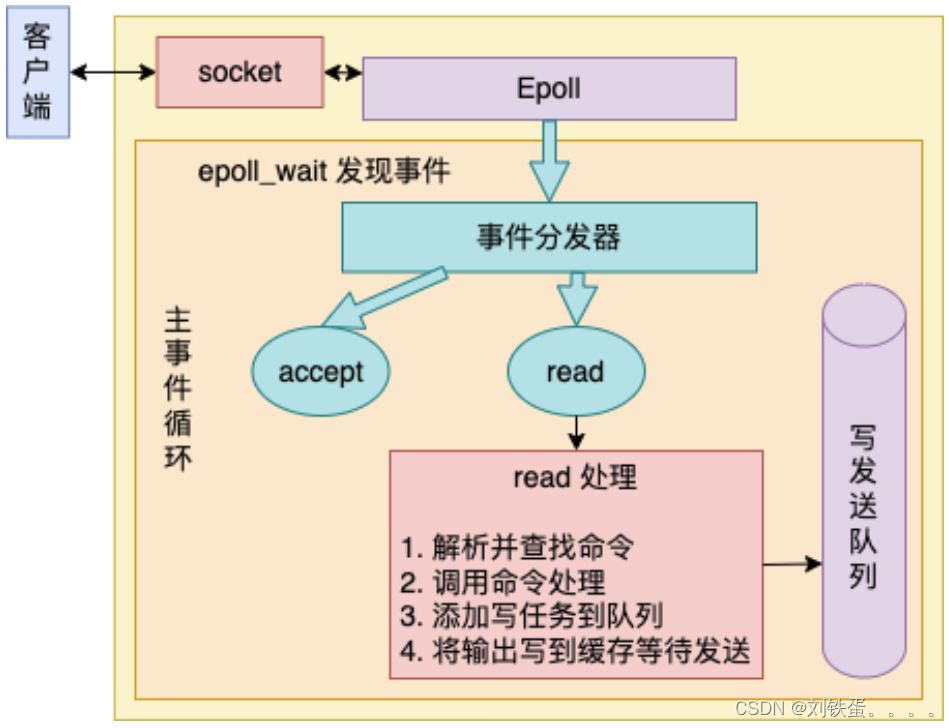 客户端
socket
Epoll
epoll_wait 发现事件
事件分发器
主事件循环
accept
read
read 处理
1. 解析并查找命令
2. 调用命令处理
3. 添加写任务到队列
4. 将输出写到缓存等待发送
写发送队列
CSDN @刘铁蛋。。。。